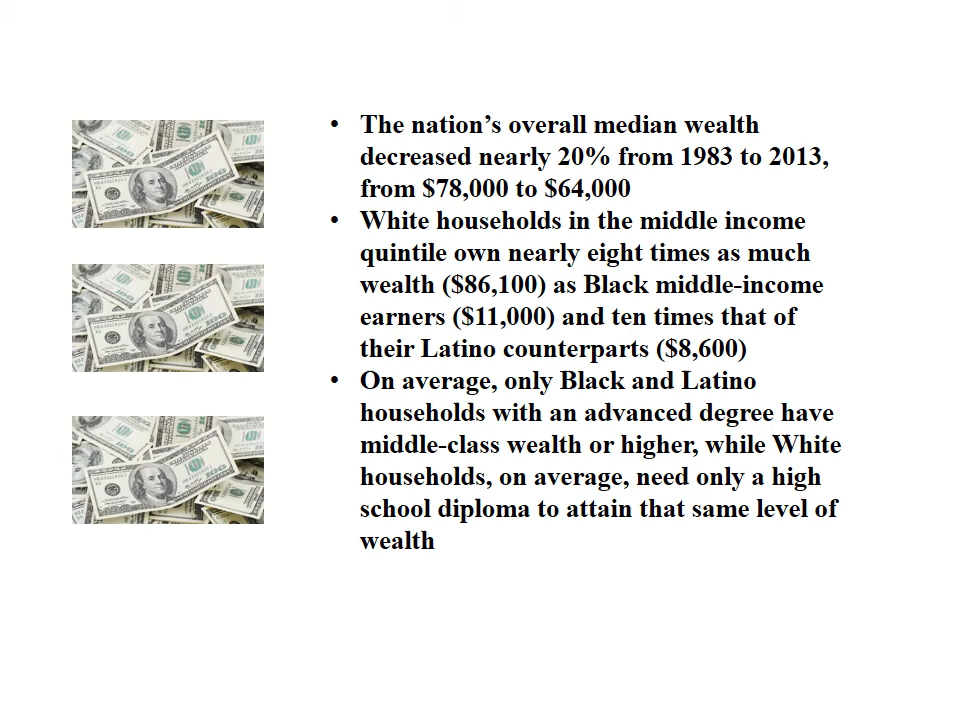 • The nation’s overall median wealth
decreased nearly 20% from 1983 to 2013,
from $78,000 to $64,000
• White households in the middle income
quintile own nearly eight times as much
wealth ($86,100) as Black middle-income
earners ($11,000) and ten times that of
their Latino counterparts ($8,600)
• On average, only Black and Latino
households with an advanced degree have
middle-class wealth or higher, while White
households, on average, need only a high
school diploma to attain that same level of
wealth